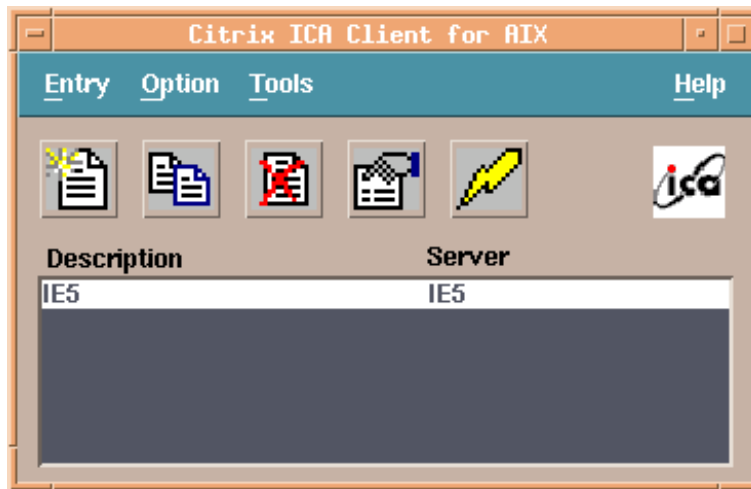 Citrix ICA Client for AIX
Entry Option Tools Help
ica
Description Server
IE5 IE5